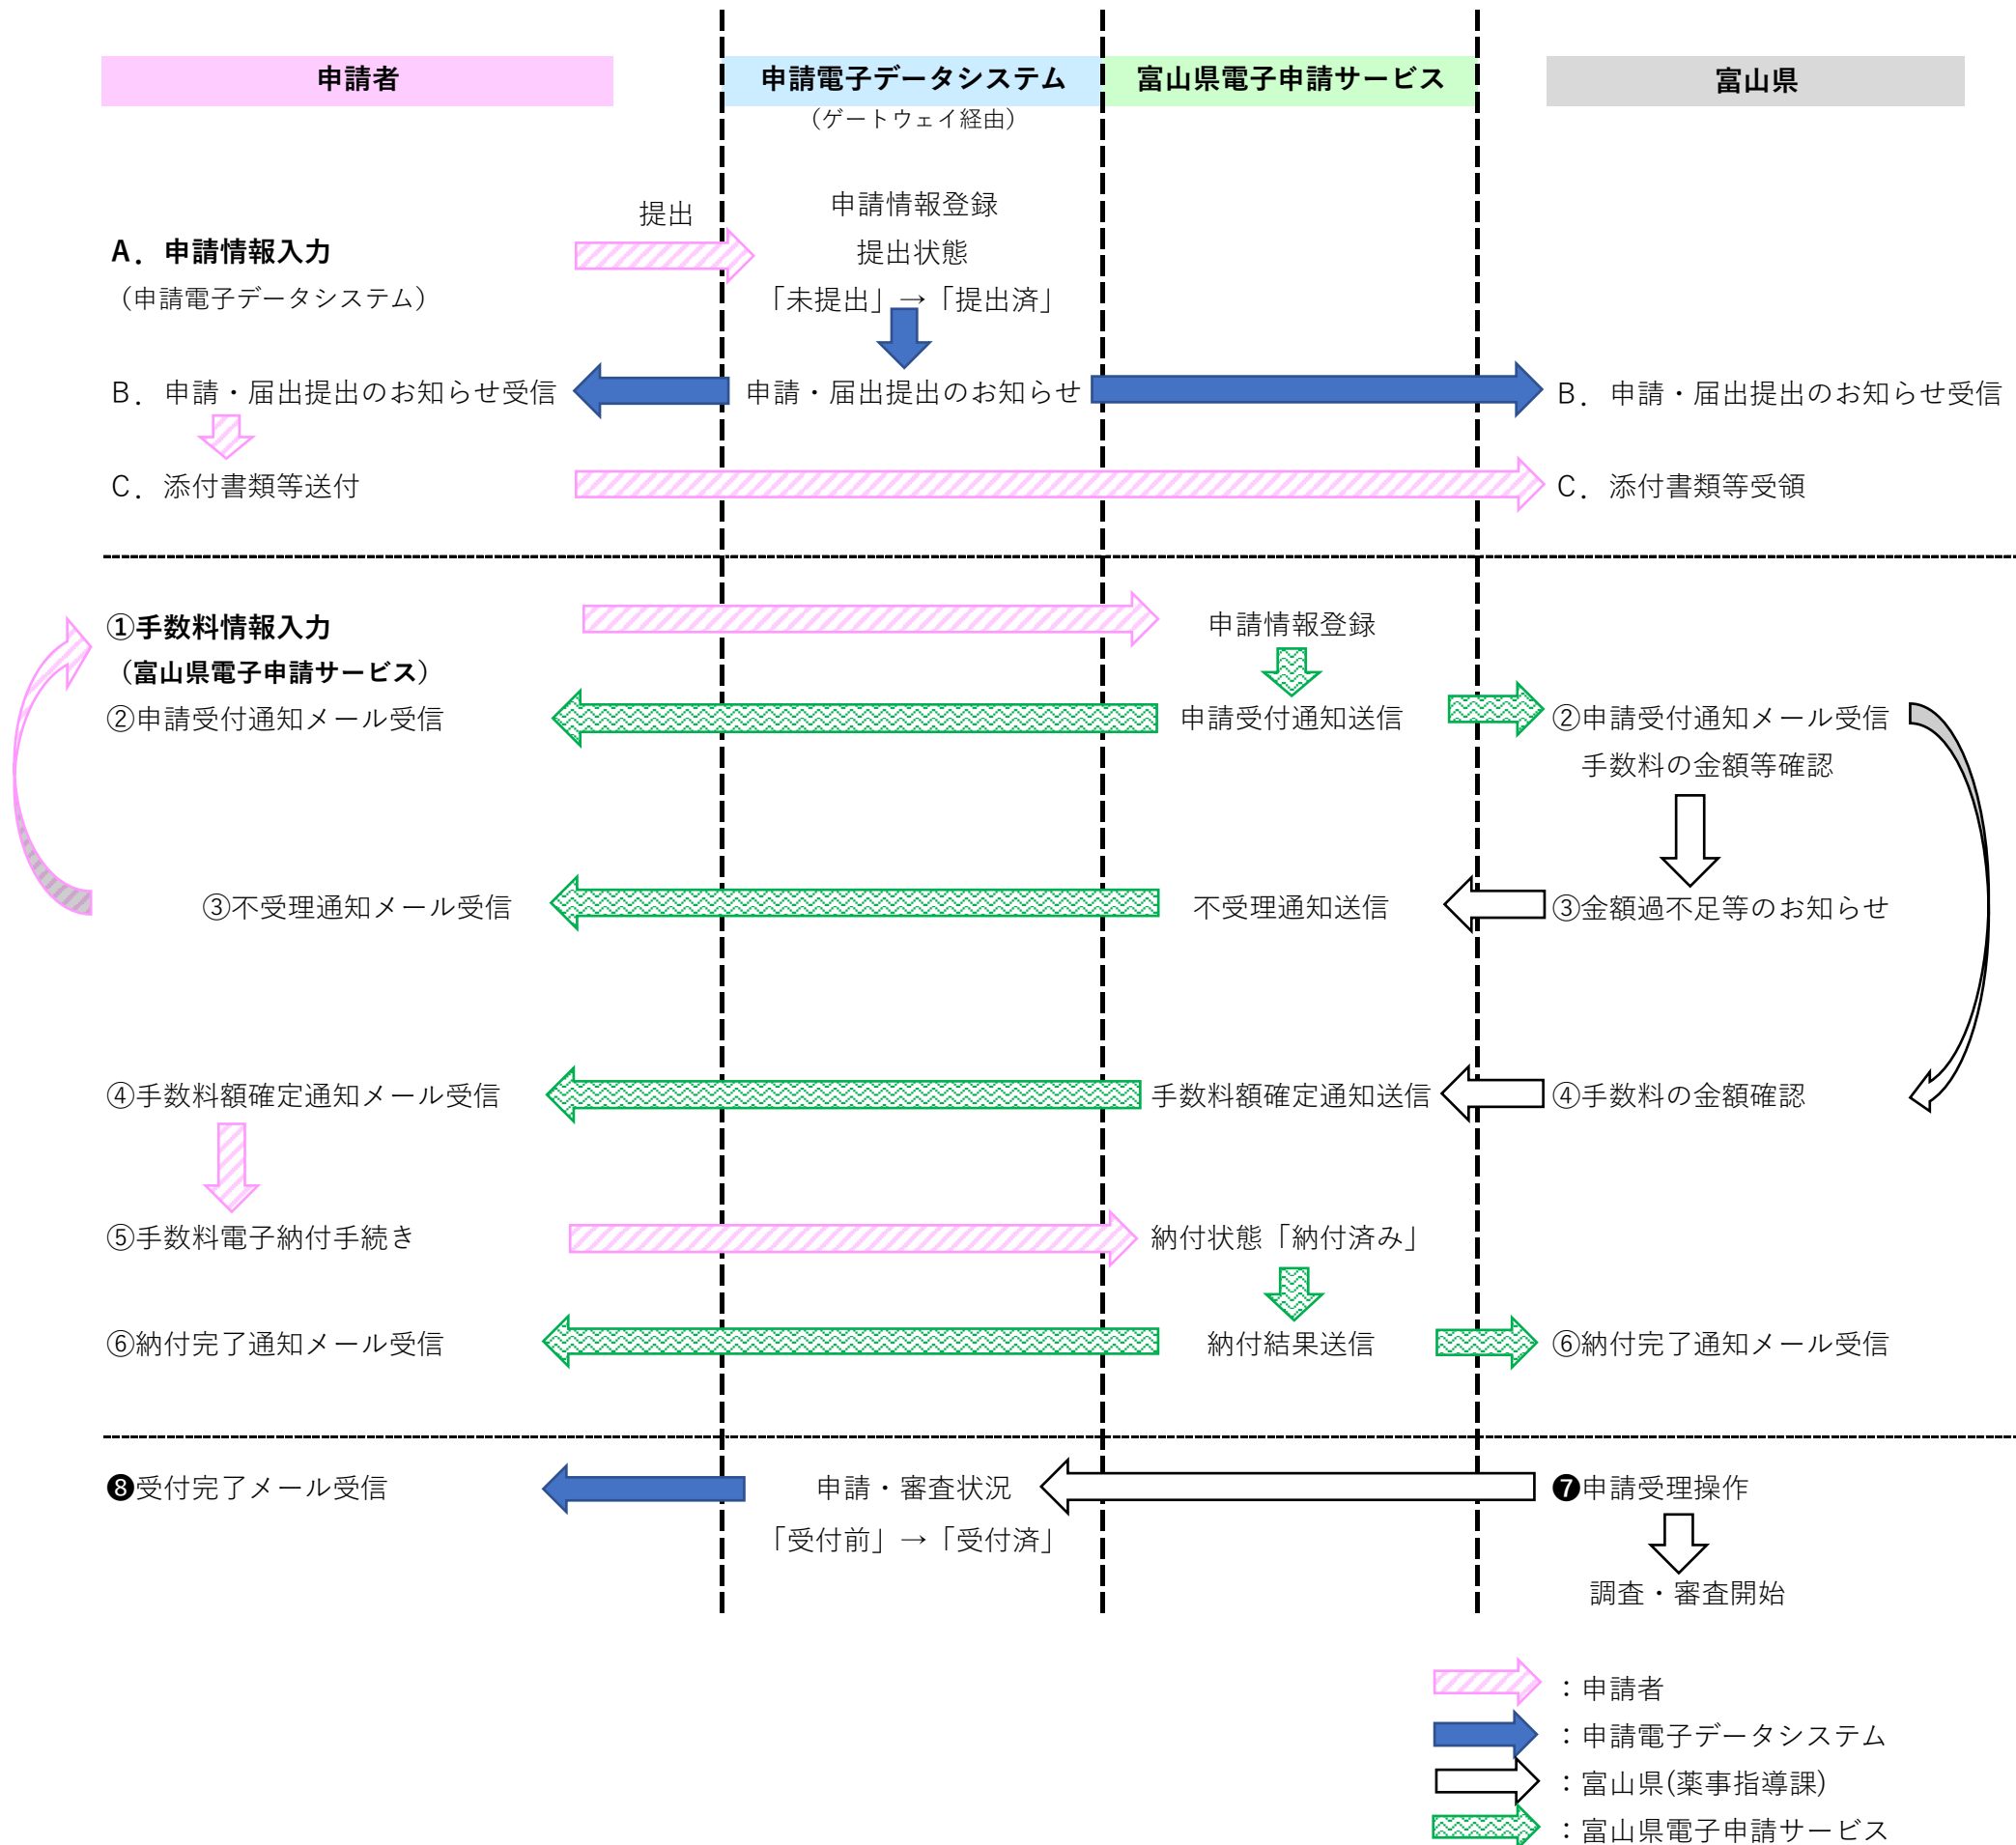 申請者
申請電子データシステム
富山県電子申請サービス
富山県
（ゲートウェイ経由）
提出
申請情報登録
A．申請情報入力
提出状態
（申請電子データシステム）
「未提出」→「提出済」
B．申請・届出提出のお知らせ受信
申請・届出提出のお知らせ
B．申請・届出提出のお知らせ受信
C．添付書類等送付
C．添付書類等受領
①手数料情報入力
申請情報登録
（富山県電子申請サービス）
②申請受付通知メール受信
申請受付通知送信
②申請受付通知メール受信
手数料の金額等確認
③不受理通知メール受信
不受理通知送信
③金額過不足等のお知らせ
④手数料額確定通知メール受信
手数料額確定通知送信
④手数料の金額確認
⑤手数料電子納付手続き
納付状態「納付済み」
⑥納付完了通知メール受信
納付結果送信
⑥納付完了通知メール受信
❽受付完了メール受信
申請・審査状況
❼申請受理操作
「受付前」→「受付済」
調査・審査開始
：申請者
：申請電子データシステム
：富山県(薬事指導課)
：富山県電子申請サービス